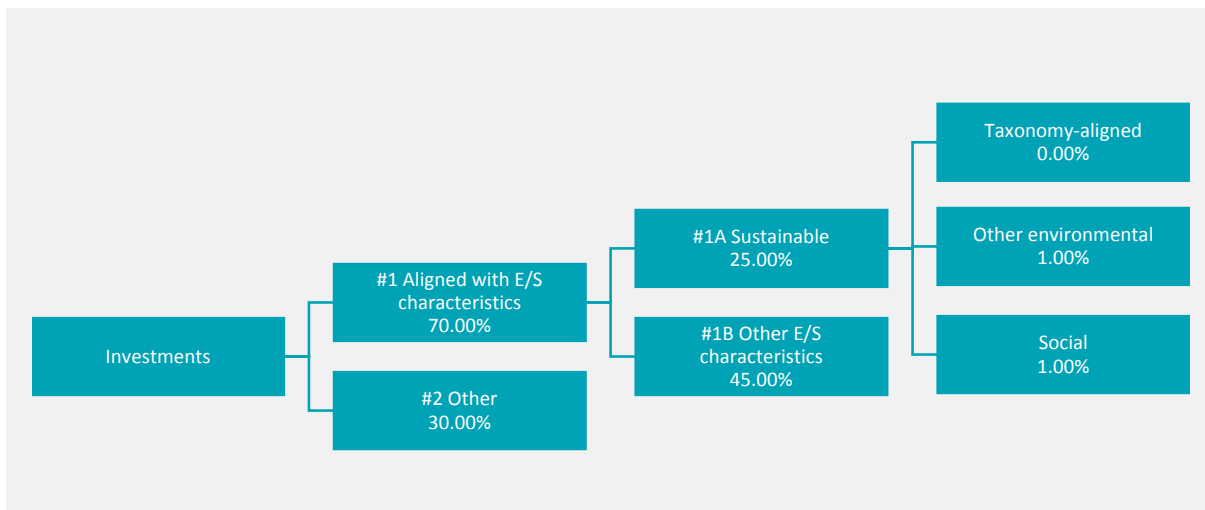 Investments
#1 Aligned with E/S
characteristics
70.00%
#2 Other
30.00%
#1A Sustainable
25.00%
#1B Other E/S
characteristics
45.00%
Taxonomy-aligned
0.00%
Other environmental
1.00%
Social
1.00%